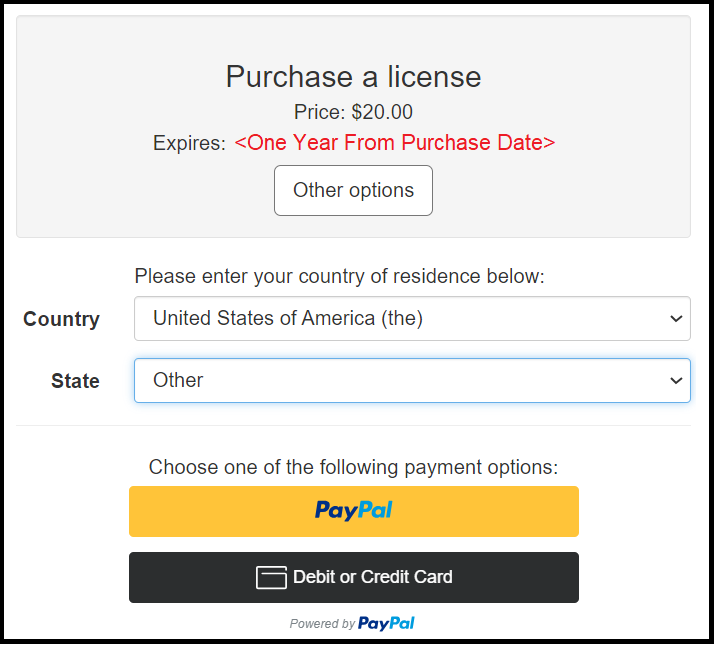 Purchase a license
Price: $20.00
Expires: <One Year From Purchase Date>
Other options
Please enter your country of residence below:
Country United States of America (the)
State Other
Choose one of the following payment options:
PayPal
Debit or Credit Card
Powered by PayPal